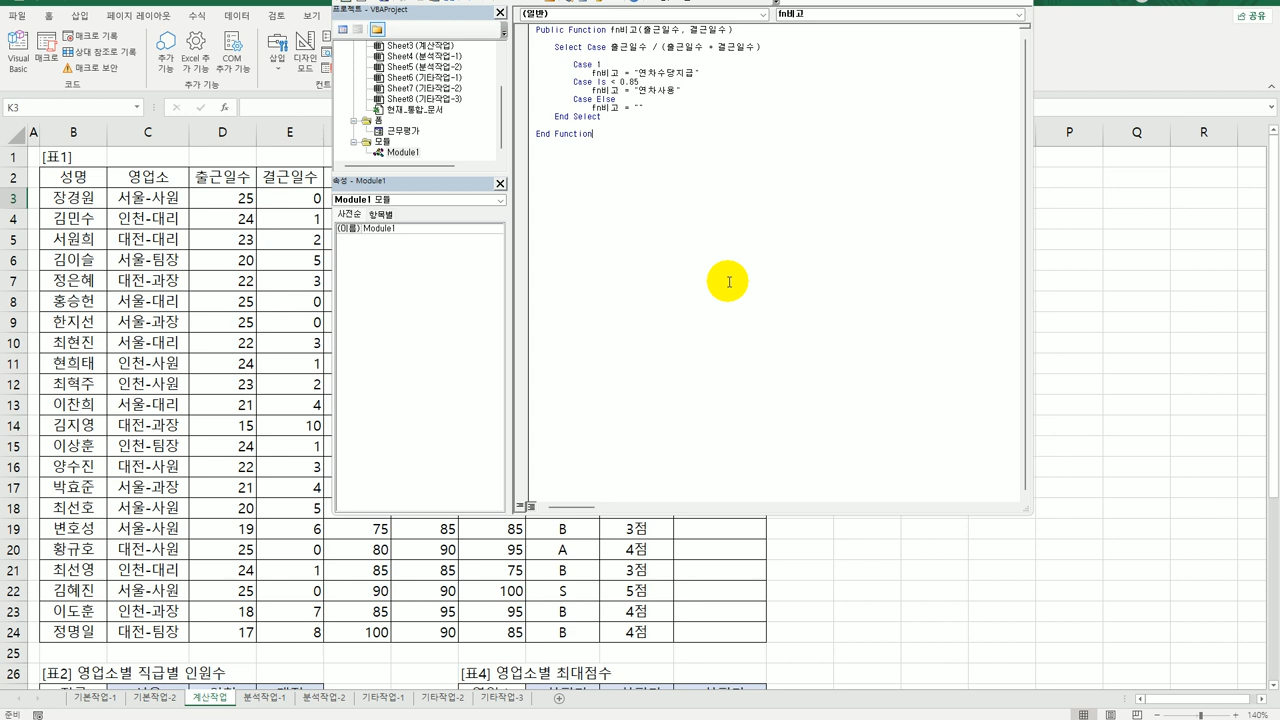 파일
홈
삽입
페이지 레이아웃
수식
데이터
검토
보기
공유
Visual
Basic
매크로
매크로 기록
상대 참조로 기록
매크로 보안
추가
기능
Excel 추
가 기능
COM
추가 기능
추가 기능
삽입
디자인
모드
K3
fx
프로젝트 - VBAProject
Sheet3 (계산작업)
Sheet4 (분석작업-1)
Sheet5 (분석작업-2)
Sheet6 (기타작업-1)
Sheet7 (기타작업-2)
Sheet8 (기타작업-3)
현재_통합_문서
폼
근무평가
모듈
Module1
속성 - Module1
Module1 모듈
사전순 항목별
(이름) Module1
(일반)
fn비고
Public Function fn비고(출근일수, 결근일수)
Select Case 출근일수 / (출근일수 + 결근일수)
Case 1
fn비고 = "연차수당지급"
Case Is < 0.85
fn비고 = "연차사용"
Case Else
fn비고 = ""
End Select
End Function
A B C D E P Q R
1 [표1]
2 성명 영업소 출근일수 결근일수
3 장경원 서울-사원 25 0
4 김민수 인천-대리 24 1
5 서원희 대전-대리 23 2
6 김이슬 서울-팀장 20 5
7 정은혜 대전-과장 22 3
8 홍승헌 서울-대리 25 0
9 한지선 서울-과장 25 0
10 최현진 서울-대리 22 3
11 현희태 인천-사원 24 1
12 최혁주 인천-사원 23 2
13 이찬희 서울-대리 21 4
14 김지영 대전-과장 15 10
15 이상훈 인천-팀장 24 1
16 양수진 대전-사원 22 3
17 박효준 서울-과장 21 4
18 최선호 서울-사원 20 5
19 변호성 서울-사원 19 6 75 85 85 B 3점
20 황규호 대전-사원 25 0 80 90 95 A 4점
21 최선영 인천-대리 24 1 85 85 75 B 3점
22 김혜진 서울-사원 25 0 90 90 100 S 5점
23 이도훈 인천-과장 18 7 85 95 95 B 4점
24 정명일 대전-팀장 17 8 100 90 85 B 4점
25
26 [표2] 영업소별 직급별 인원수 [표4] 영업소별 최대점수
기본작업-1 기본작업-2 계산작업 분석작업-1 분석작업-2 기타작업-1 기타작업-2 기타작업-3
준비
140%